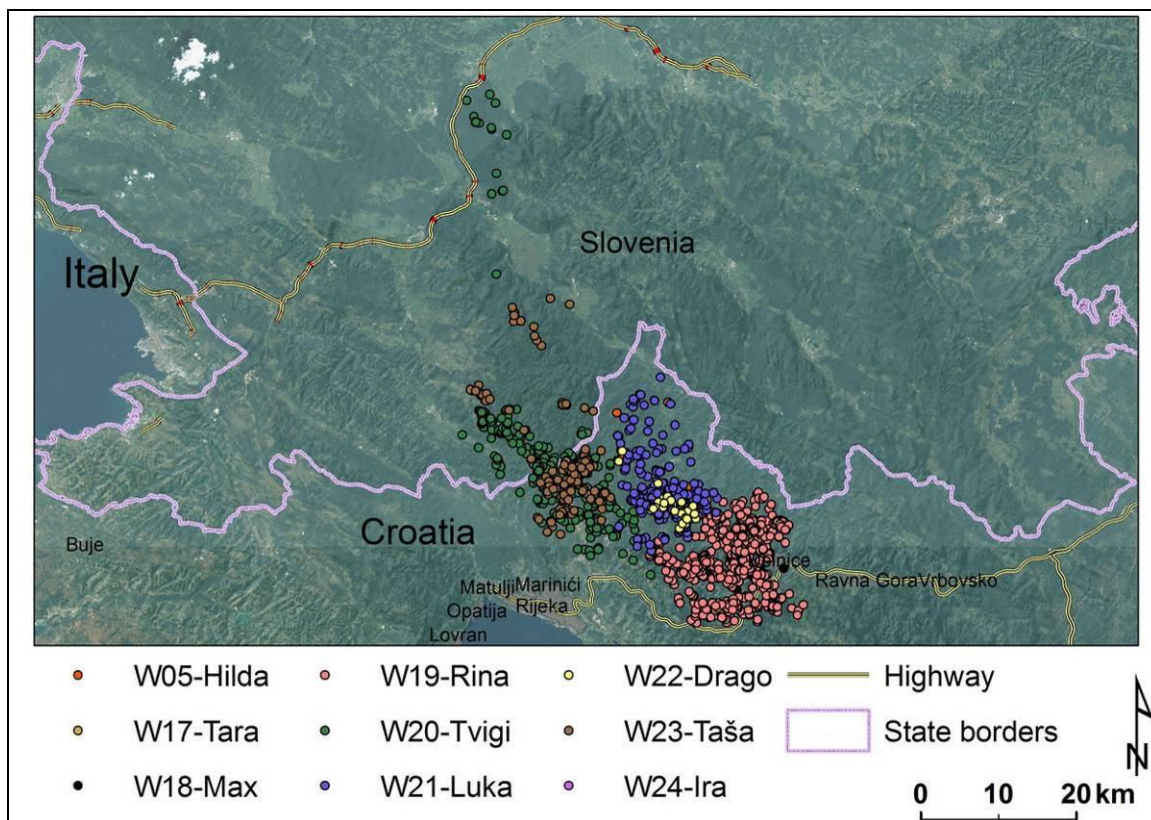 Slovenia
Italy
Croatia
Buje
Delnice
Ravna Gora Vrbovsko
Matulji Marinići
Opatija Rijeka
Lovran
W05-Hilda W19-Rina W22-Drago Highway
W17-Tara W20-Tvigi W23-Taša State borders
W18-Max W21-Luka W24-Ira
N
0 10 20 km